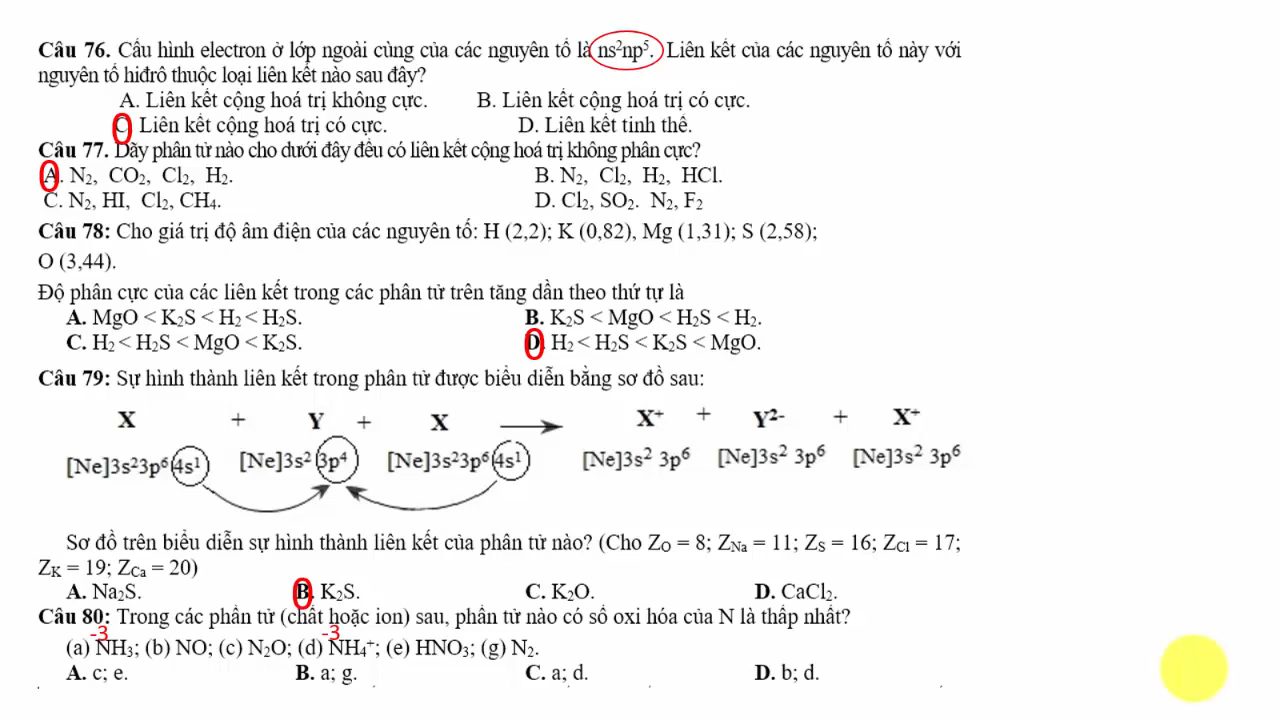 Câu 76. Cấu hình electron ở lớp ngoài cùng của các nguyên tố là ns²np⁵. Liên kết của các nguyên tố này với
nguyên tố hiđrô thuộc loại liên kết nào sau đây?
A. Liên kết cộng hoá trị không cực. B. Liên kết cộng hoá trị có cực.
C. Liên kết cộng hoá trị có cực. D. Liên kết tinh thể.
Câu 77. Dãy phân tử nào cho dưới đây đều có liên kết cộng hoá trị không phân cực?
A. N₂, CO₂, Cl₂, H₂. B. N₂, Cl₂, H₂, HCl.
C. N₂, HI, Cl₂, CH₄. D. Cl₂, SO₂. N₂, F₂
Câu 78: Cho giá trị độ âm điện của các nguyên tố: H (2,2); K (0,82), Mg (1,31); S (2,58);
O (3,44).
Độ phân cực của các liên kết trong các phân tử trên tăng dần theo thứ tự là
A. MgO < K₂S < H₂ < H₂S. B. K₂S < MgO < H₂S < H₂.
C. H₂ < H₂S < MgO < K₂S. D. H₂ < H₂S < K₂S < MgO.
Câu 79: Sự hình thành liên kết trong phân tử được biểu diễn bằng sơ đồ sau:
X + Y + X X⁺ + Y²⁻ + X⁺
[Ne]3s²3p⁶4s¹ [Ne]3s² 3p⁴ [Ne]3s²3p⁶4s¹ [Ne]3s² 3p⁶ [Ne]3s² 3p⁶ [Ne]3s² 3p⁶
Sơ đồ trên biểu diễn sự hình thành liên kết của phân tử nào? (Cho Z_O = 8; Z_Na = 11; Z_S = 16; Z_Cl = 17;
Z_K = 19; Z_Ca = 20)
A. Na₂S. B. K₂S. C. K₂O. D. CaCl₂.
Câu 80: Trong các phần tử (chất hoặc ion) sau, phần tử nào có số oxi hóa của N là thấp nhất?
-3 -3
(a) NH₃; (b) NO; (c) N₂O; (d) NH₄⁺; (e) HNO₃; (g) N₂.
A. c; e. B. a; g. C. a; d. D. b; d.